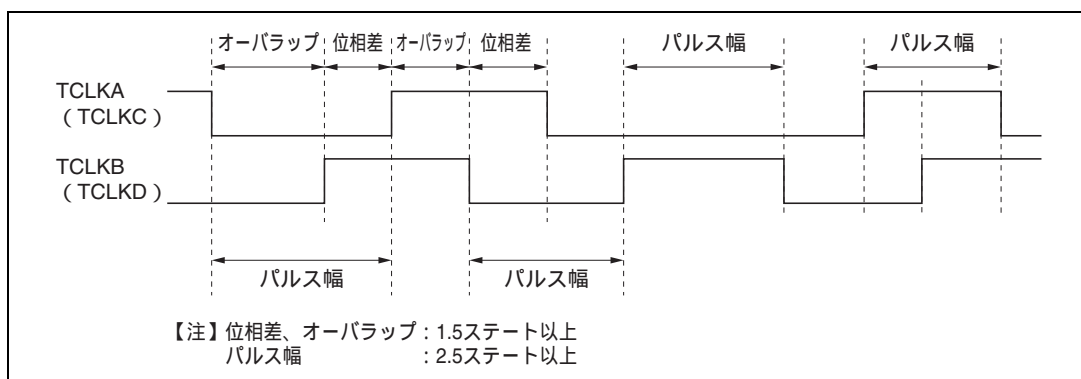 オーバラップ 位相差 オーバラップ 位相差 パルス幅 パルス幅
TCLKA
(TCLKC)
TCLKB
(TCLKD)
パルス幅 パルス幅
【注】位相差、オーバラップ:1.5ステート以上
パルス幅 :2.5ステート以上